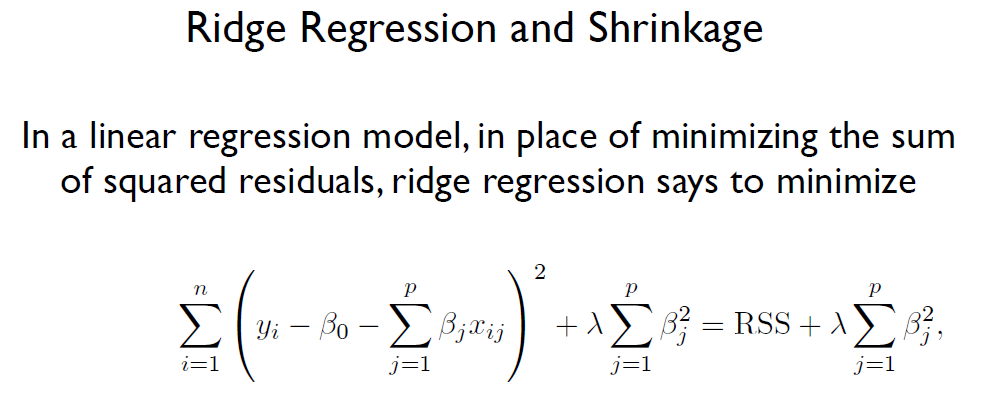 Ridge Regression and Shrinkage
In a linear regression model, in place of minimizing the sum
of squared residuals, ridge regression says to minimize
$$\sum_{i=1}^{n} \left( y_i - \beta_0 - \sum_{j=1}^{p} \beta_j x_{ij} \right)^2 + \lambda \sum_{j=1}^{p} \beta_j^2 = \text{RSS} + \lambda \sum_{j=1}^{p} \beta_j^2,$$